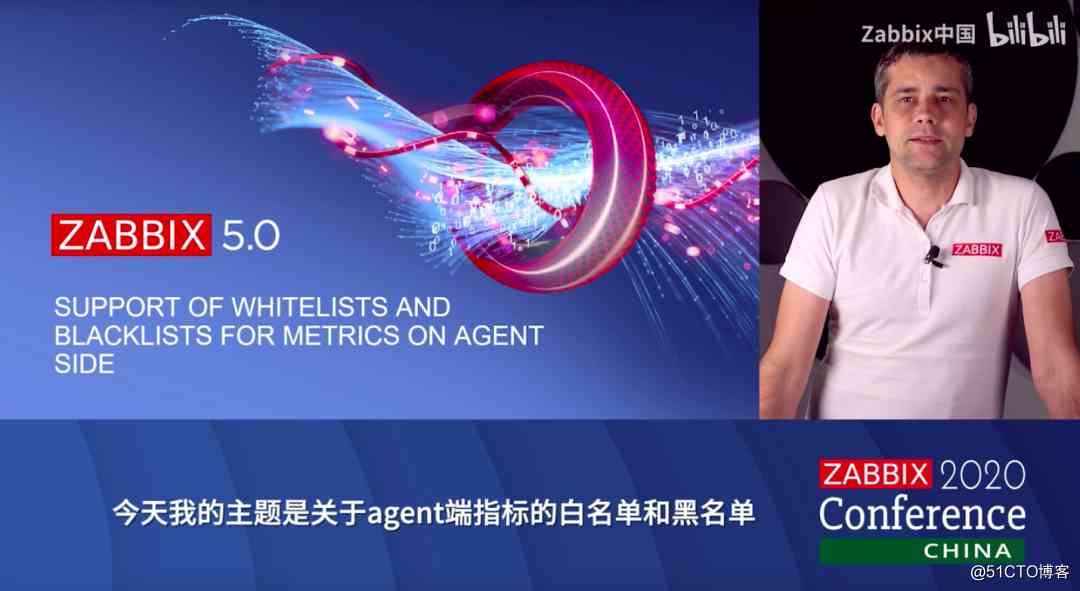 Zabbix中国 bilibili
ZABBIX
ZAB
ZABBIX 5.0
SUPPORT OF WHITELISTS AND
BLACKLISTS FOR METRICS ON AGENT
SIDE
今天我的主题是关于agent端指标的白名单和黑名单
ZABBIX 2020
Conference
CHINA
@51CTO博客